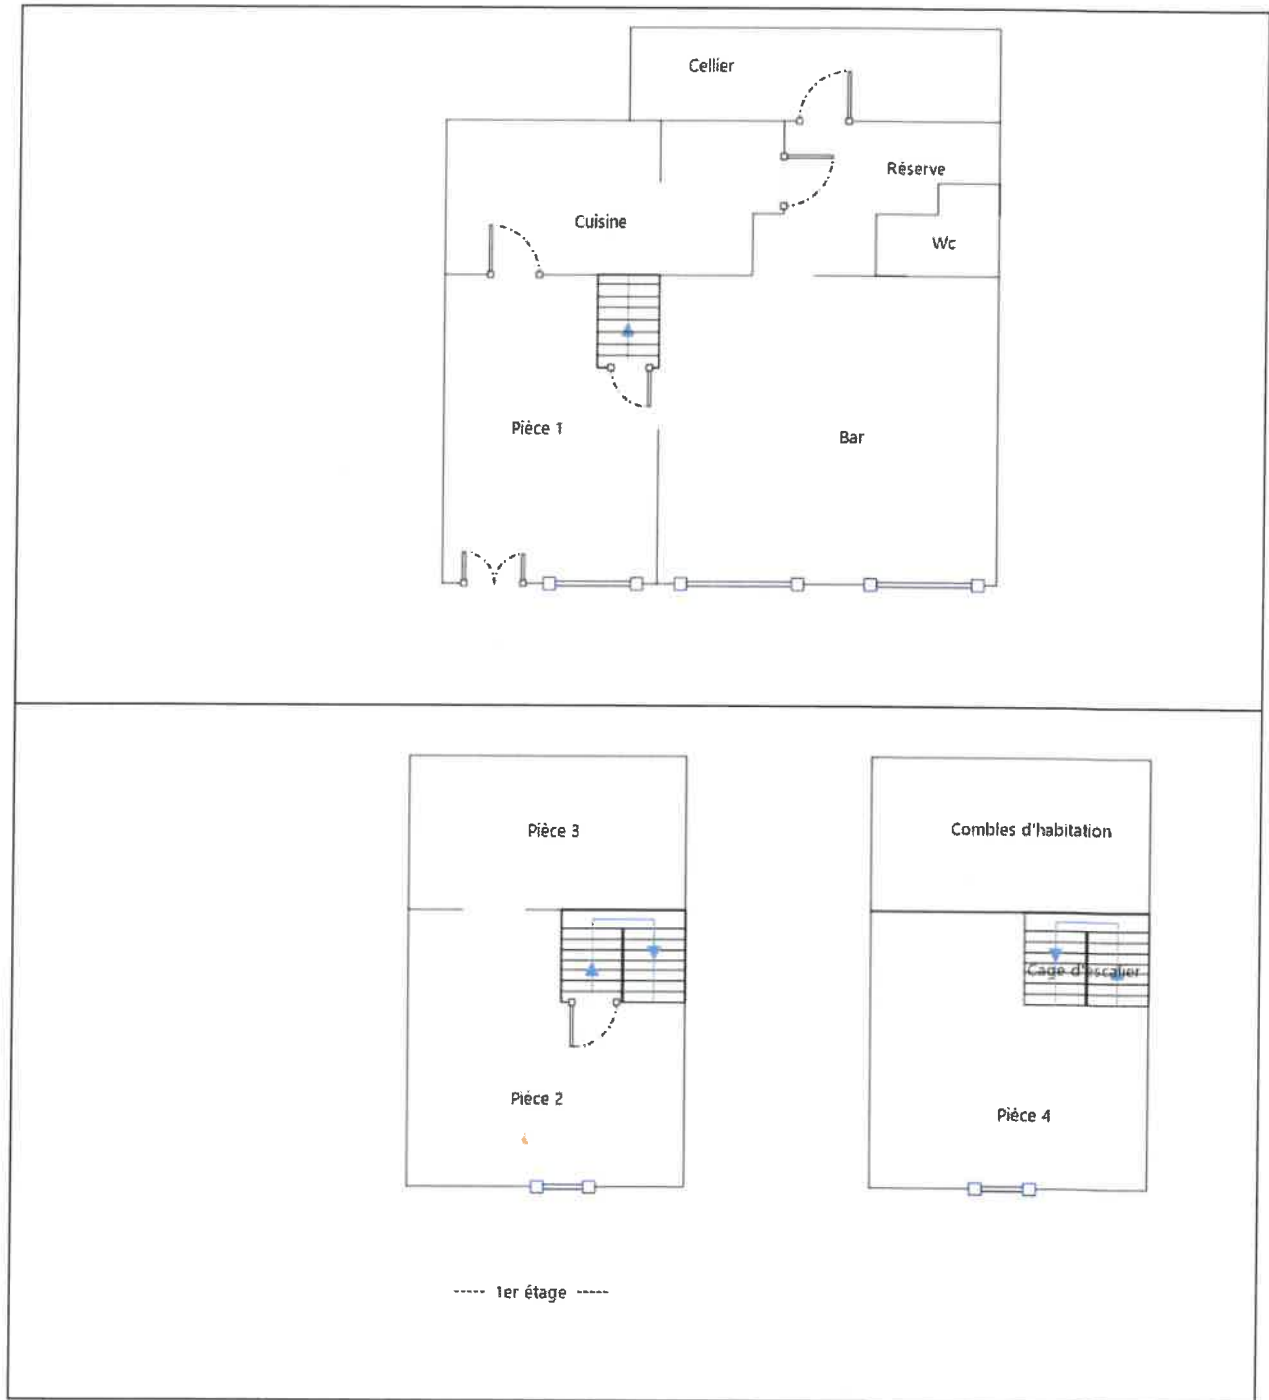 Cellier
Réserve
Cuisine
Wc
Pièce 1
Bar
Pièce 3
Combles d'habitation
Cage d'escalier
Pièce 2
Pièce 4
----- 1er étage -----